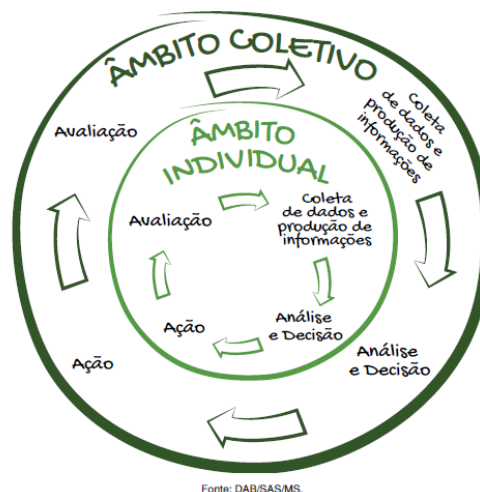 ÂMBITO COLETIVO
Avaliação
Coleta
de dados e
produção de
informações
ÂMBITO
INDIVIDUAL
Avaliação
Coleta
de dados e
produção de
informações
Ação
Análise
e Decisão
Ação
Análise
e Decisão
Fonte: DAB/SAS/MS.